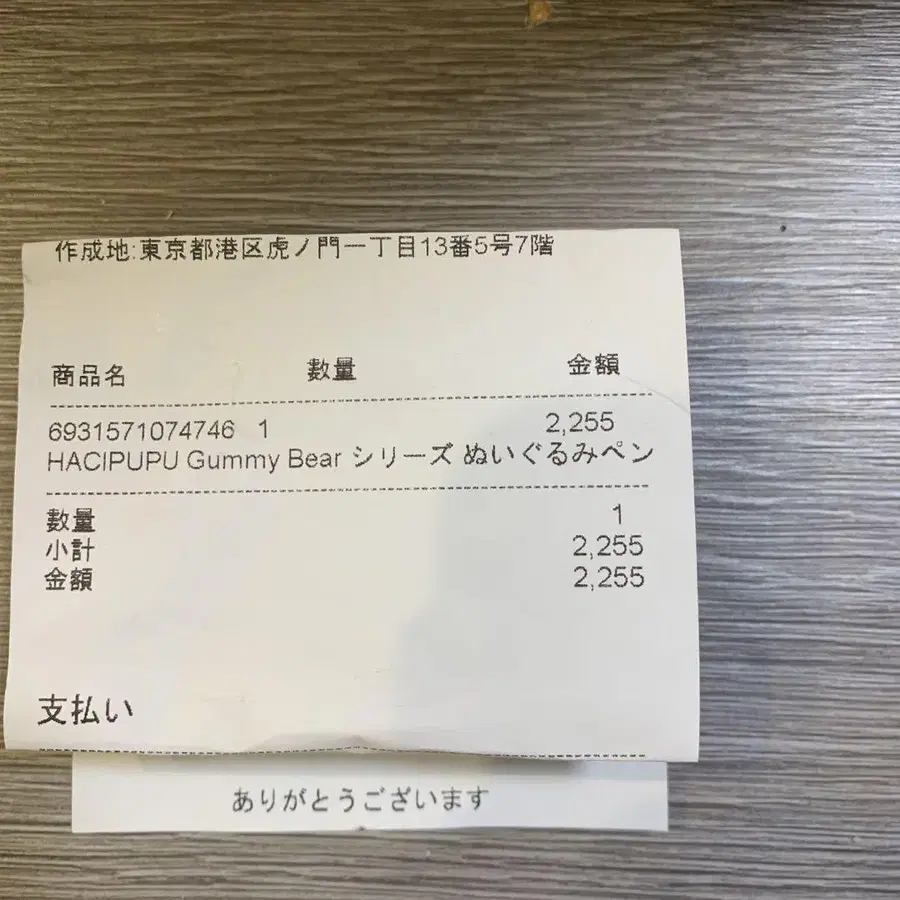 作成地:東京都港区虎ノ門一丁目13番5号7階
商品名 數量 金額
6931571074746 1 2,255
HACIPUPU Gummy Bear シリーズ ぬいぐるみペン
數量 1
小計 2,255
金額 2,255
支払い
ありがとうございます